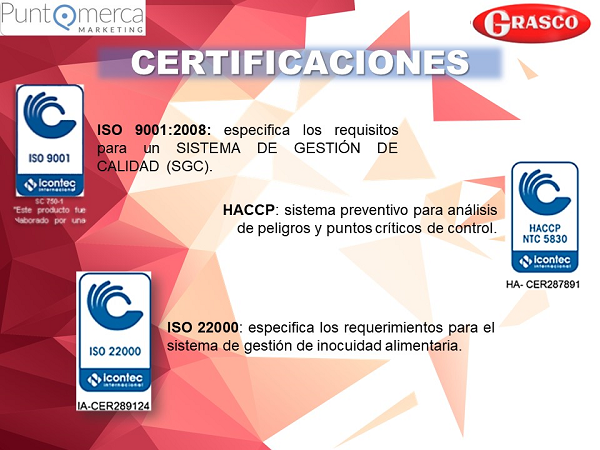 PuntQmerca
MARKETING
GRASCO
CERTIFICACIONES
ISO 9001
icontec
internacional
SC 750-1
"Este producto fue
elaborado por una
ISO 9001:2008: especifica los requisitos
para un SISTEMA DE GESTIÓN DE
CALIDAD (SGC).
HACCP: sistema preventivo para análisis
de peligros y puntos críticos de control.
HACCP
NTC 5830
icontec
internacional
HA- CER287891
ISO 22000
icontec
internacional
IA-CER289124
ISO 22000: especifica los requerimientos para el
sistema de gestión de inocuidad alimentaria.